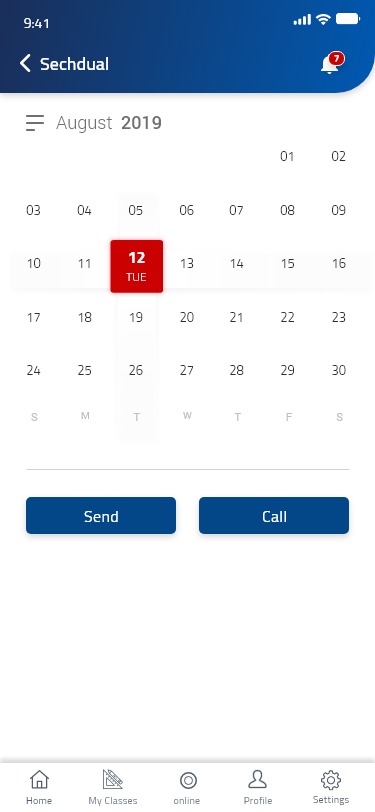 9:41
Sechdual
7
August 2019
01 02
03 04 05 06 07 08 09
10 11 12 13 14 15 16
TUE
17 18 19 20 21 22 23
24 25 26 27 28 29 30
S M T W T F S
Send Call
Home My Classes online Profile Settings